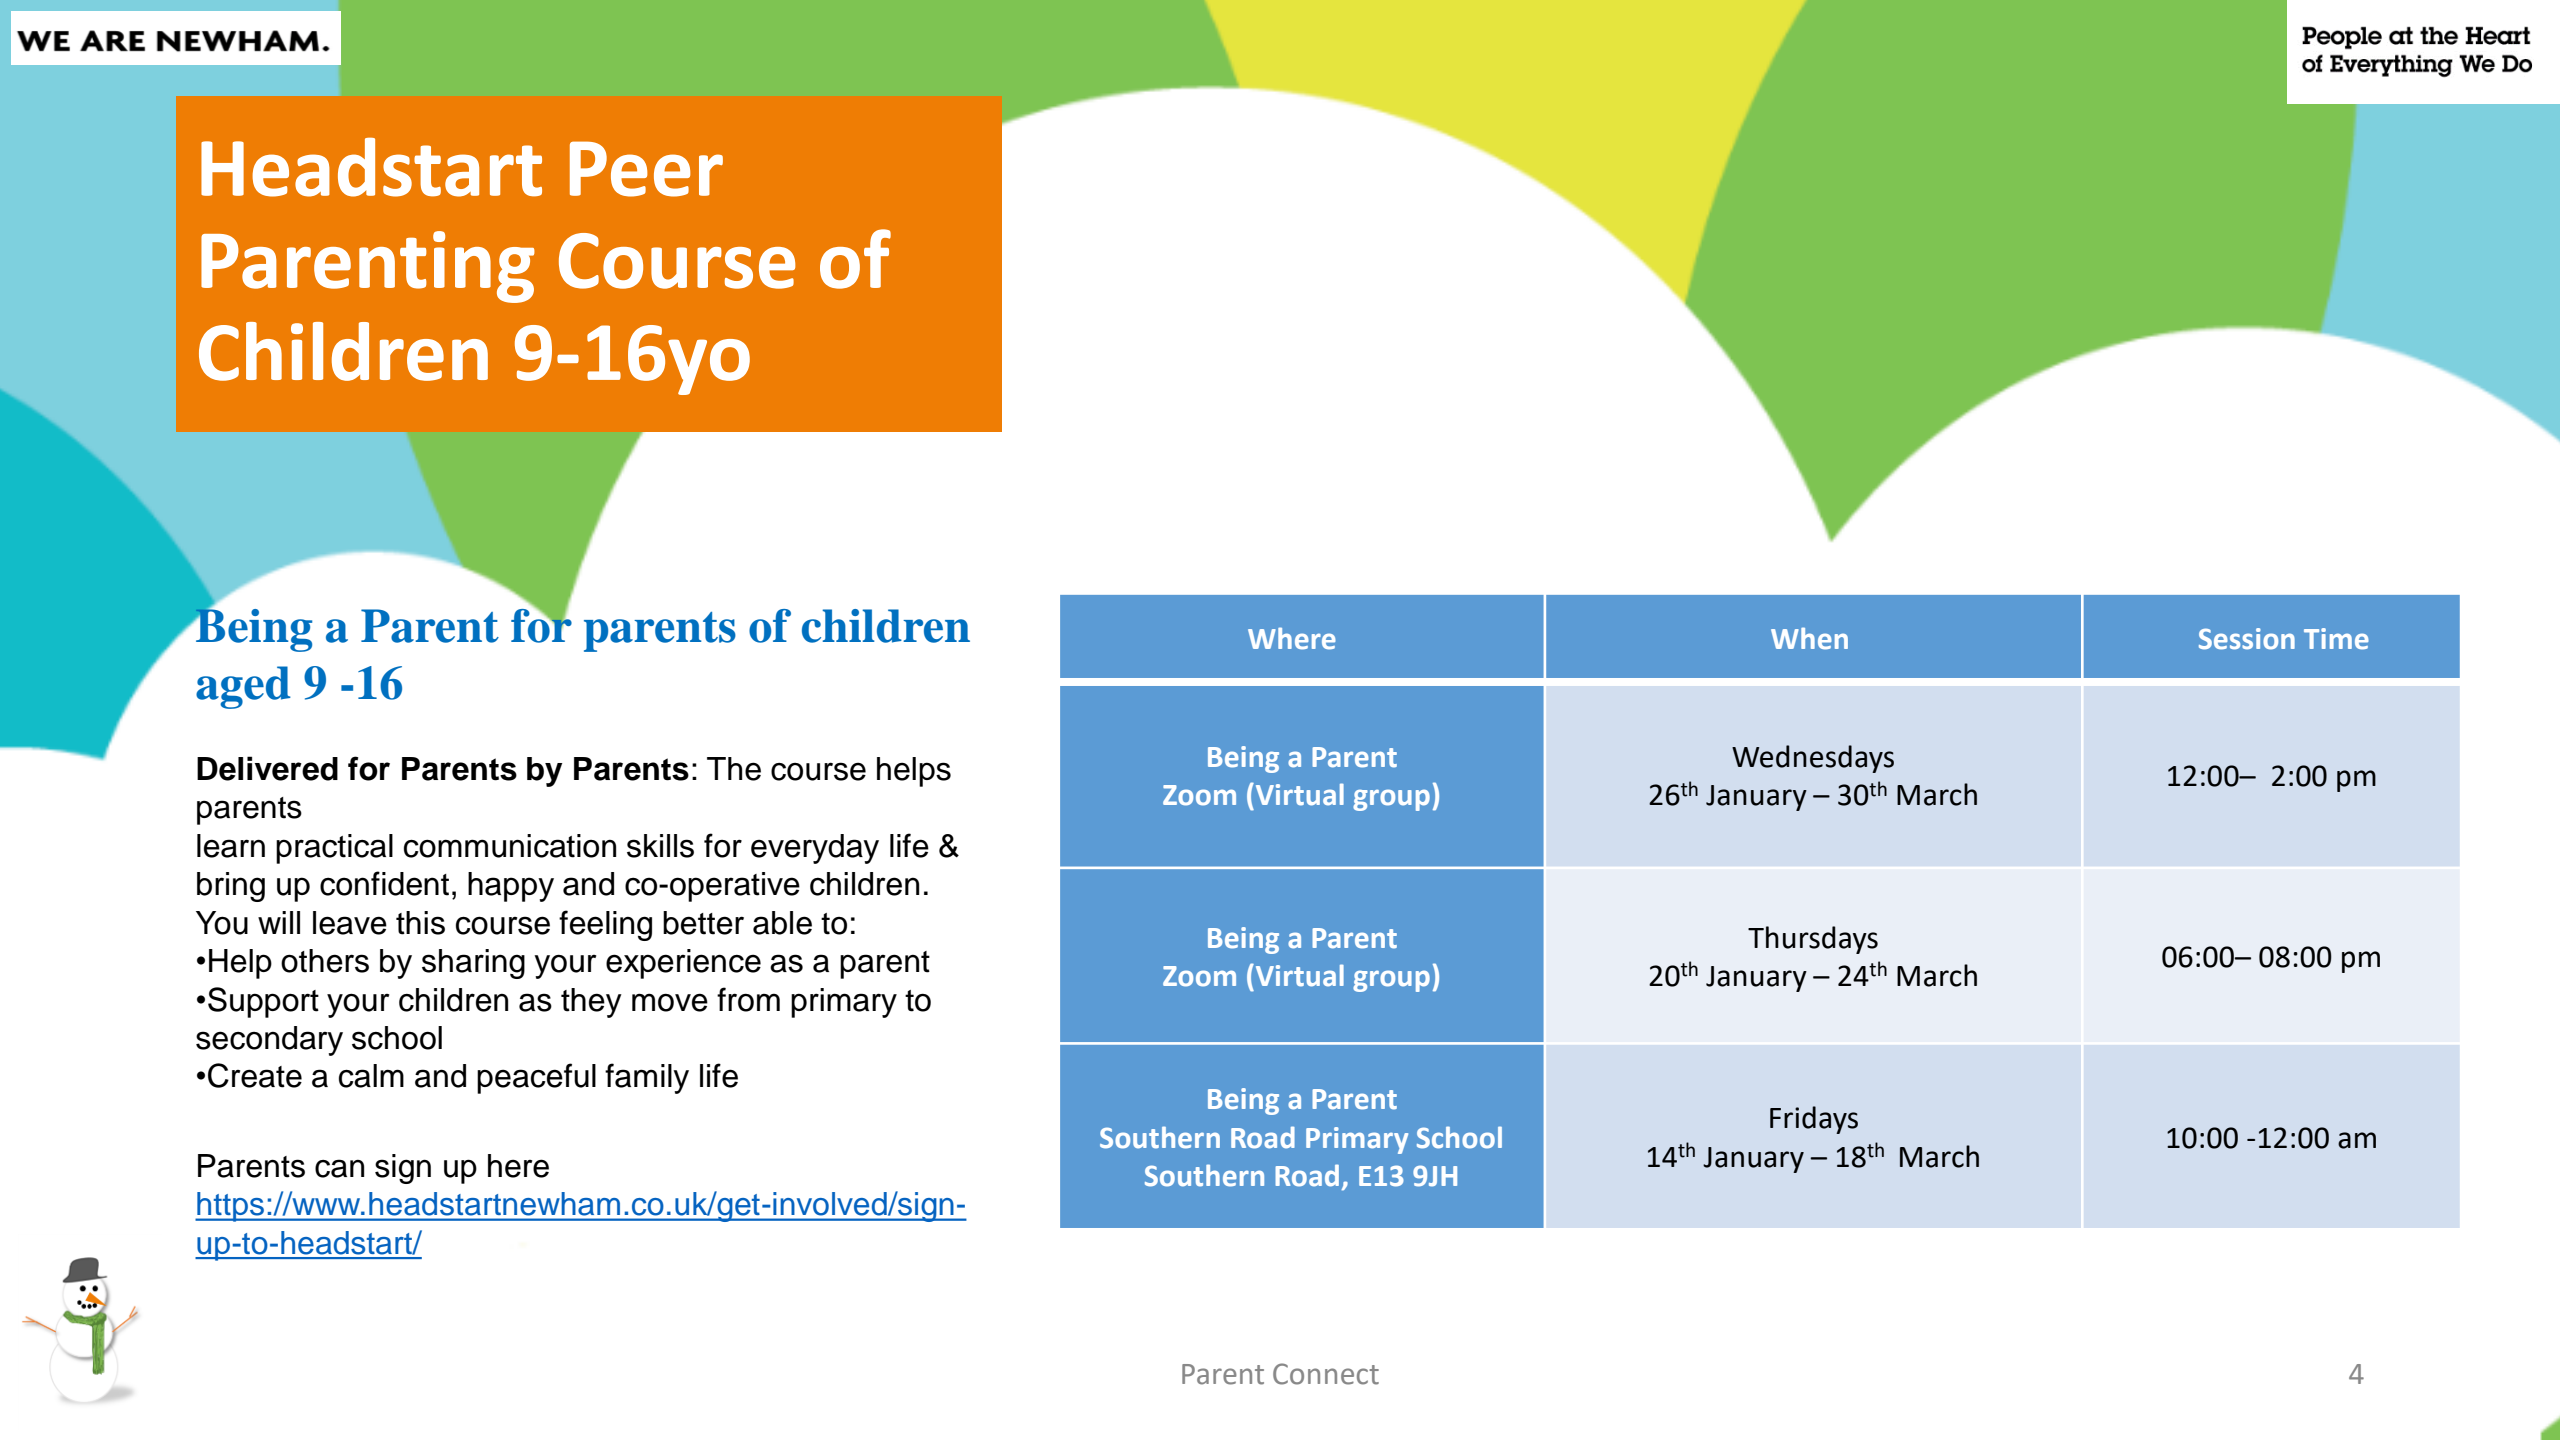 WE ARE NEWHAM.
People at the Heart
of Everything We Do
Headstart Peer
Parenting Course of
Children 9-16yo
Being a Parent for parents of children
aged 9 -16
Delivered for Parents by Parents: The course helps
parents
learn practical communication skills for everyday life &
bring up confident, happy and co-operative children.
You will leave this course feeling better able to:
•Help others by sharing your experience as a parent
•Support your children as they move from primary to
secondary school
•Create a calm and peaceful family life
Parents can sign up here
https://www.headstartnewham.co.uk/get-involved/sign-
up-to-headstart/
Where When Session Time
Being a Parent
Zoom (Virtual group)
Wednesdays
26th January – 30th March
12:00–  2:00 pm
Being a Parent
Zoom (Virtual group)
Thursdays
20th January – 24th March
06:00– 08:00 pm
Being a Parent
Southern Road Primary School
Southern Road, E13 9JH
Fridays
14th January – 18th  March
10:00 -12:00 am
Parent Connect
4